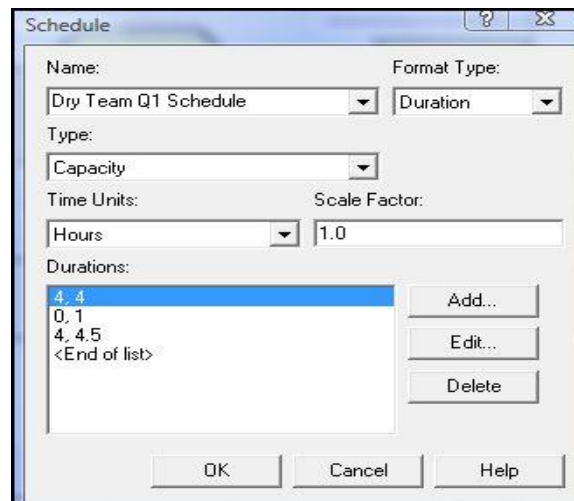 Schedule
Name: Format Type:
Dry Team Q1 Schedule Duration
Type:
Capacity
Time Units: Scale Factor:
Hours 1.0
Durations:
4, 4
0, 1
4, 4.5
<End of list>
Add...
Edit...
Delete
OK Cancel Help